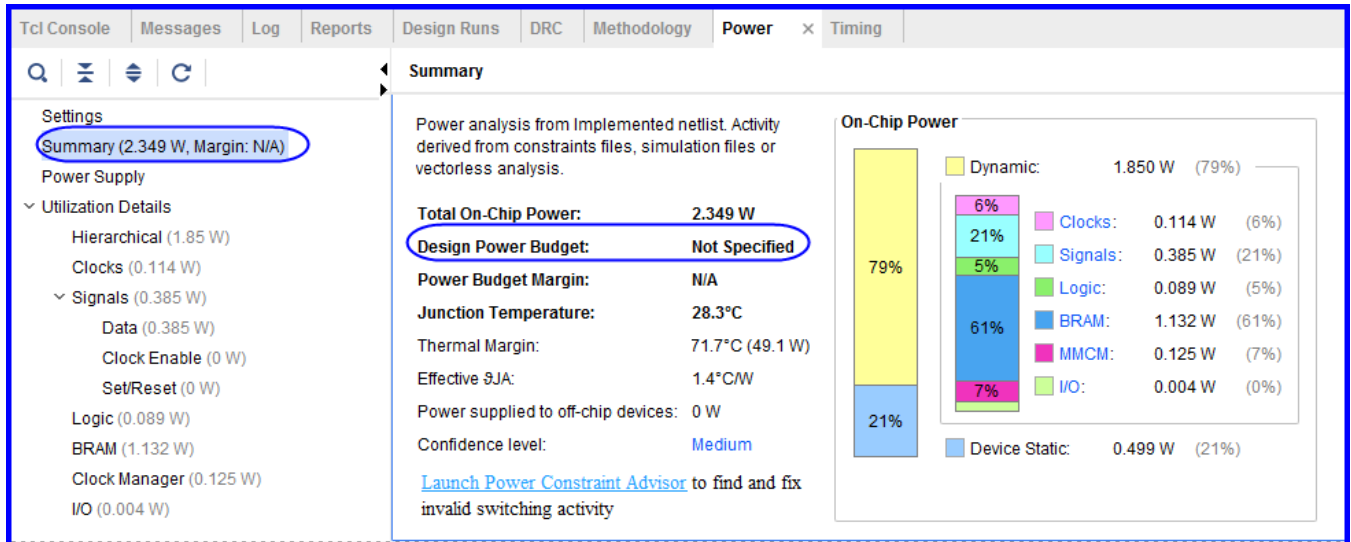 Tcl Console Messages Log Reports Design Runs DRC Methodology Power × Timing
Summary
Settings
Summary (2.349 W, Margin: N/A)
Power Supply
Utilization Details
Hierarchical (1.85 W)
Clocks (0.114 W)
Signals (0.385 W)
Data (0.385 W)
Clock Enable (0 W)
Set/Reset (0 W)
Logic (0.089 W)
BRAM (1.132 W)
Clock Manager (0.125 W)
I/O (0.004 W)
Power analysis from Implemented netlist. Activity
derived from constraints files, simulation files or
vectorless analysis.
Total On-Chip Power: 2.349 W
Design Power Budget: Not Specified
Power Budget Margin: N/A
Junction Temperature: 28.3°C
Thermal Margin: 71.7°C (49.1 W)
Effective ϑJA: 1.4°C/W
Power supplied to off-chip devices: 0 W
Confidence level: Medium
Launch Power Constraint Advisor to find and fix
invalid switching activity
On-Chip Power
79%
21%
Dynamic: 1.850 W (79%)
6%
21%
5%
61%
7%
Clocks: 0.114 W (6%)
Signals: 0.385 W (21%)
Logic: 0.089 W (5%)
BRAM: 1.132 W (61%)
MMCM: 0.125 W (7%)
I/O: 0.004 W (0%)
Device Static: 0.499 W (21%)